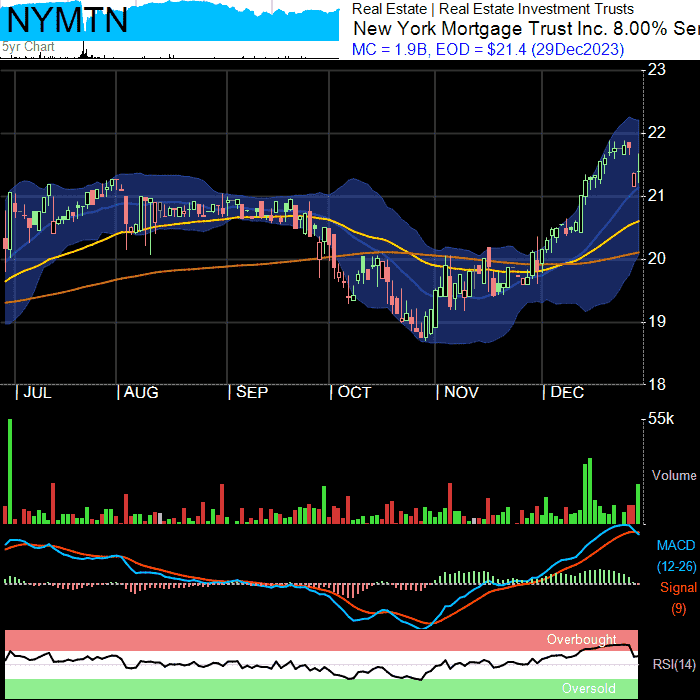 NYMTN
5yr Chart
Real Estate | Real Estate Investment Trusts
New York Mortgage Trust Inc. 8.00% Ser
MC = 1.9B, EOD = $21.4 (29Dec2023)
23
22
21
20
19
18
| JUL | AUG | SEP | OCT | NOV | DEC
55k
Volume
MACD
(12-26)
Signal
(9)
Overbought
RSI(14)
Oversold